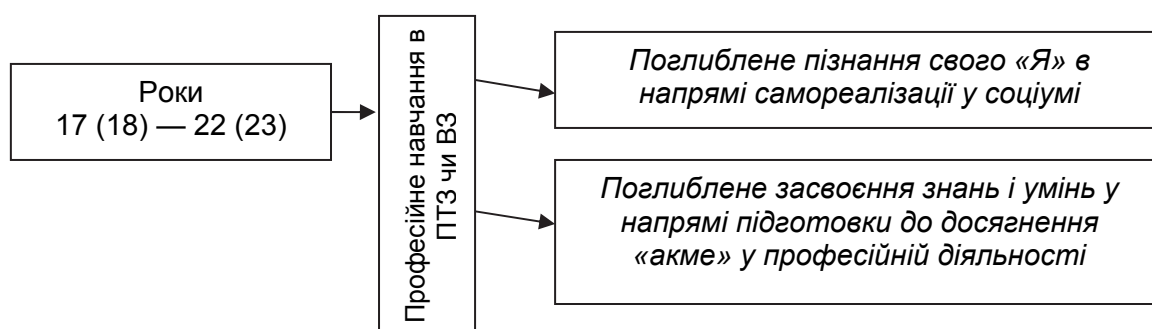 Роки
17 (18) — 22 (23)
Професійне навчання в
ПТЗ чи ВЗ
Поглиблене пізнання свого «Я» в
напрямі самореалізації у соціумі
Поглиблене засвоєння знань і умінь у
напрямі підготовки до досягнення
«акме» у професійній діяльності